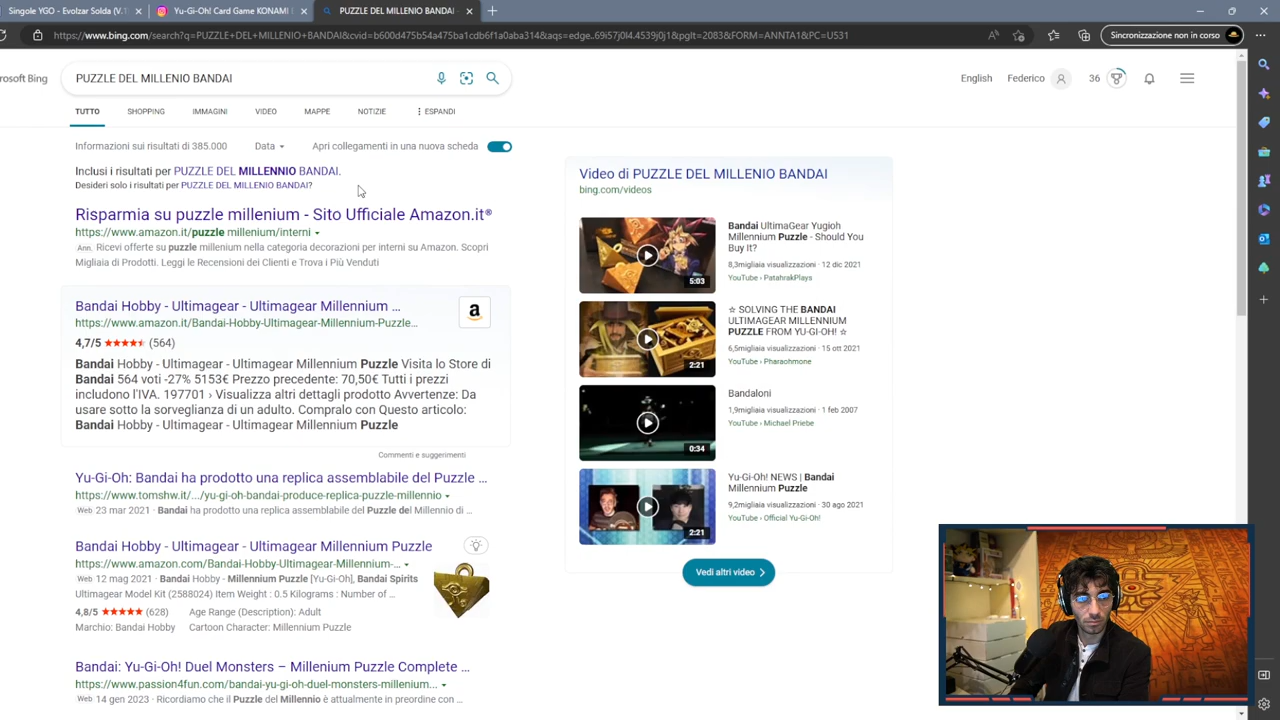 Singole YGO – Evolution S.r.l.
Yu-Gi-Oh! Card Game Konami D
PUZZLE DEL MILLENIO BANDAI -
https://www.bing.com/search?q=PUZZLE+DEL+MILLENIO+BANDAI&cvid=b600d475b54a475ba1cdb6f1a0aba314&aqs=edge..69i57j0l4.4539j0j1&pglt=2083&FORM=ANNTA1&PC=U531
Sincronizzazione non in corso
rosoft Bing
PUZZLE DEL MILLENIO BANDAI
English
Federico
36
TUTTO
SHOPPING
IMMAGINI
VIDEO
MAPPE
NOTIZIE
ESPANDI
Informazioni sui risultati di 385.000
Data
Apri collegamenti in una nuova scheda
Inclusi i risultati per PUZZLE DEL MILLENNIO BANDAI.
Desideri solo i risultati per PUZZLE DEL MILLENIO BANDAI?
Risparmia su puzzle millenium - Sito Ufficiale Amazon.it®
https://www.amazon.it/puzzle millenium/interni
Ann. Ricevi offerte su puzzle millenium nella categoria decorazioni per interni su Amazon. Scopri
Migliaia di Prodotti. Leggi le Recensioni dei Clienti e Trova i Più Venduti
Bandai Hobby - Ultimagear - Ultimagear Millennium ...
https://www.amazon.it/Bandai-Hobby-Ultimagear-Millennium-Puzzle...
a
4,7/5
(564)
Bandai Hobby - Ultimagear - Ultimagear Millennium Puzzle Visita lo Store di
Bandai 564 voti -27% 5153€ Prezzo precedente: 70,50€ Tutti i prezzi
includono l'IVA. 197701 › Visualizza altri dettagli prodotto Avvertenze: Da
usare sotto la sorveglianza di un adulto. Compralo con Questo articolo:
Bandai Hobby - Ultimagear - Ultimagear Millennium Puzzle
Commenti e suggerimenti
Yu-Gi-Oh: Bandai ha prodotto una replica assemblabile del Puzzle ...
https://www.tomshw.it/.../yu-gi-oh-bandai-produce-replica-puzzle-millennio
Web 23 mar 2021 · Bandai ha prodotto una replica assemblabile del Puzzle del Millennio di ...
Bandai Hobby - Ultimagear - Ultimagear Millennium Puzzle
https://www.amazon.com/Bandai-Hobby-Ultimagear-Millennium-...
Web 12 mag 2021 · Bandai Hobby - Millennium Puzzle [Yu-Gi-Oh], Bandai Spirits
Ultimagear Model Kit (2588024) Item Weight : 0.5 Kilograms : Number of ...
4,8/5
(628)
Age Range (Description): Adult
Marchio: Bandai Hobby
Cartoon Character: Millennium Puzzle
Bandai: Yu-Gi-Oh! Duel Monsters – Millenium Puzzle Complete ...
https://www.passion4fun.com/bandai-yu-gi-oh-duel-monsters-millennium...
Web 14 gen 2023 · Ricordiamo che il Puzzle del Millennio è attualmente in preordine con ...
Video di PUZZLE DEL MILLENIO BANDAI
bing.com/videos
5:03
Bandai UltimaGear Yugioh
Millennium Puzzle - Should You
Buy It?
8,3migliaia visualizzazioni · 12 dic 2021
YouTube › PatahrakPlays
2:21
☆ SOLVING THE BANDAI
ULTIMAGEAR MILLENNIUM
PUZZLE FROM YU-GI-OH! ☆
6,5migliaia visualizzazioni · 15 ott 2021
YouTube › Pharaohmone
0:34
Bandaloni
1,9migliaia visualizzazioni · 1 feb 2007
YouTube › Michael Priebe
2:21
Yu-Gi-Oh! NEWS | Bandai
Millennium Puzzle
9,2migliaia visualizzazioni · 30 ago 2021
YouTube › Official Yu-Gi-Oh!
Vedi altri video